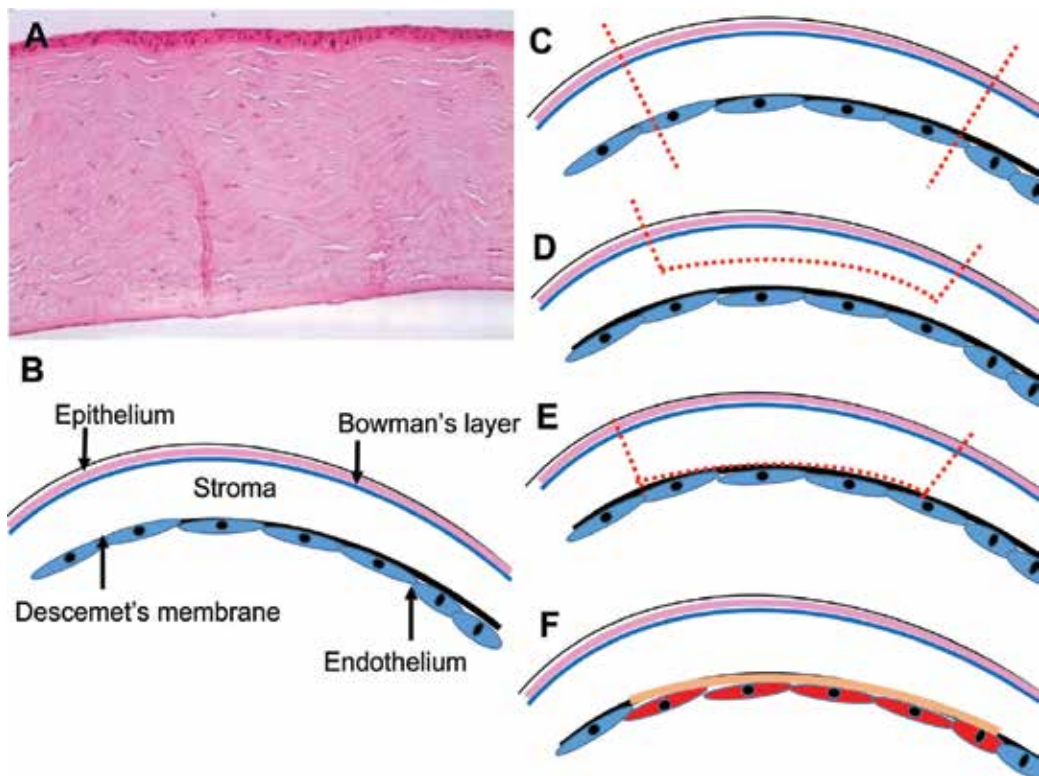 A
B
Epithelium
Bowman's layer
Stroma
Descemet's membrane
Endothelium
C
D
E
F